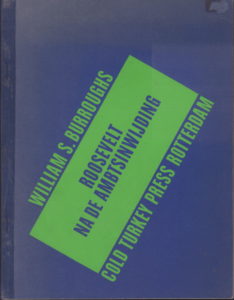 WILLIAM S. BURROUGHS
ROOSEVELT
NA DE AMBTSINWIJDING
COLD TURKEY PRESS ROTTERDAM